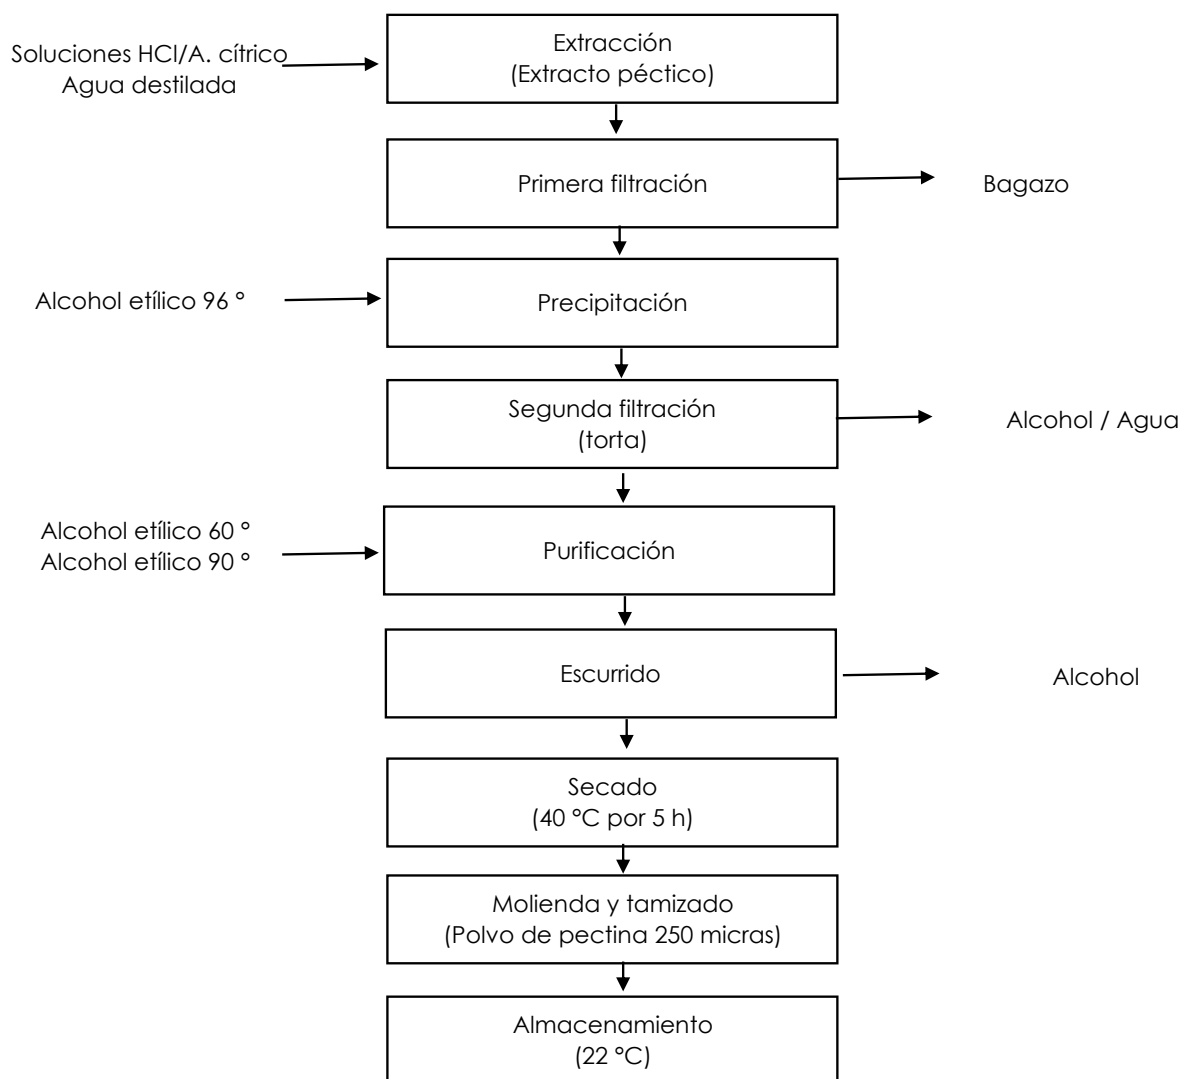 Soluciones HCl/A. cítrico
Agua destilada
Extracción
(Extracto péctico)
Primera filtración
Bagazo
Alcohol etílico 96 °
Precipitación
Segunda filtración
(torta)
Alcohol / Agua
Alcohol etílico 60 °
Alcohol etílico 90 °
Purificación
Escurrido
Alcohol
Secado
(40 °C por 5 h)
Molienda y tamizado
(Polvo de pectina 250 micras)
Almacenamiento
(22 °C)